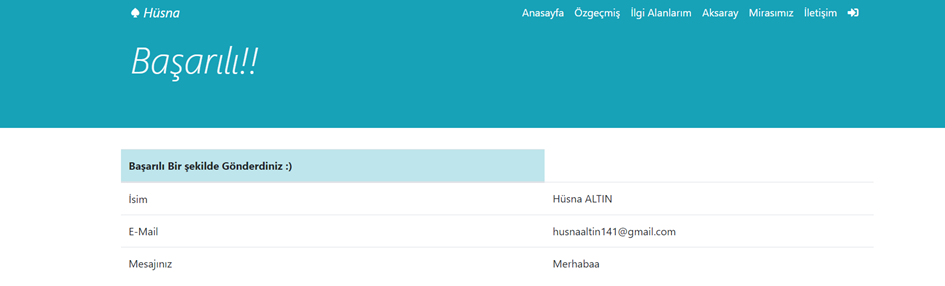 Hüsna Anasayfa Özgeçmiş İlgi Alanlarım Aksaray Mirasımız İletişim
Başarılı!!
Başarılı Bir şekilde Gönderdiniz :)
İsim Hüsna ALTIN
E-Mail husnaaltin141@gmail.com
Mesajınız Merhabaa